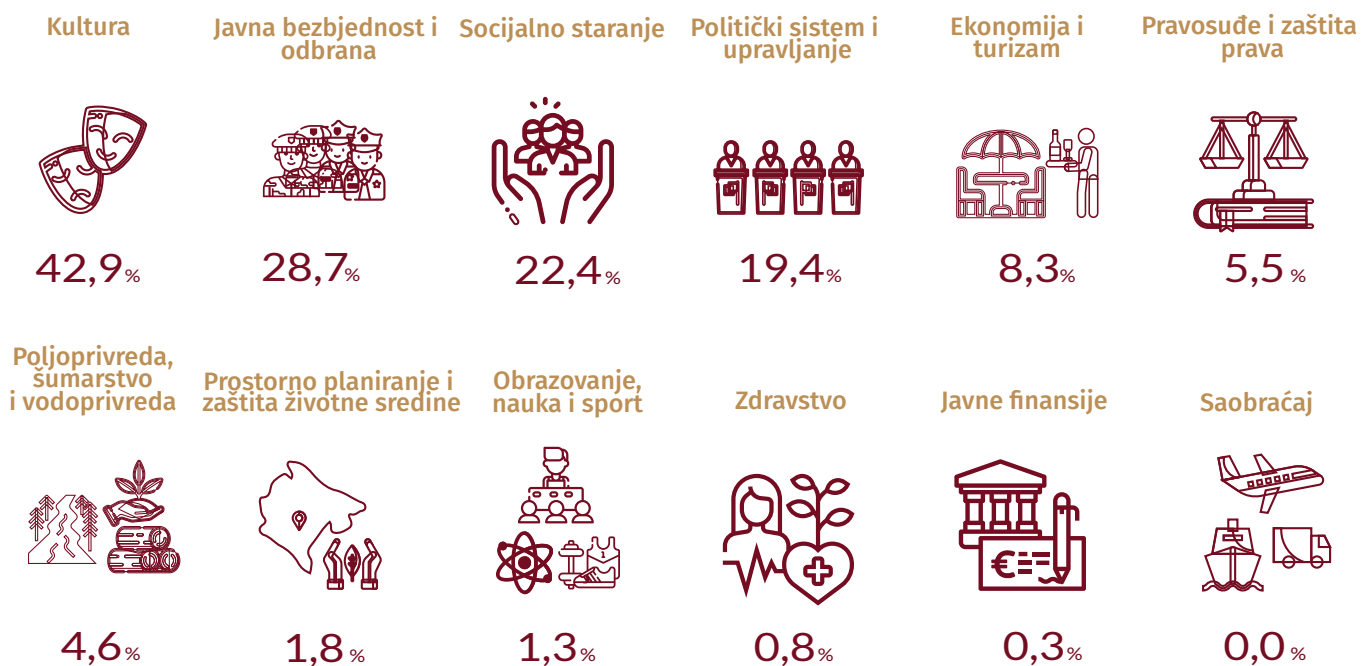 Kultura
Javna bezbjednost i
odbrana
Socijalno staranje
Politički sistem i
upravljanje
Ekonomija i
turizam
Pravosuđe i zaštita
prava
42,9%
28,7%
22,4%
19,4%
8,3%
5,5 %
Poljoprivreda,
šumarstvo
i vodoprivreda
Prostorno planiranje i
zaštita životne sredine
Obrazovanje,
nauka i sport
Zdravstvo
Javne finansije
Saobraćaj
4,6%
1,8%
1,3%
0,8%
0,3%
0,0%